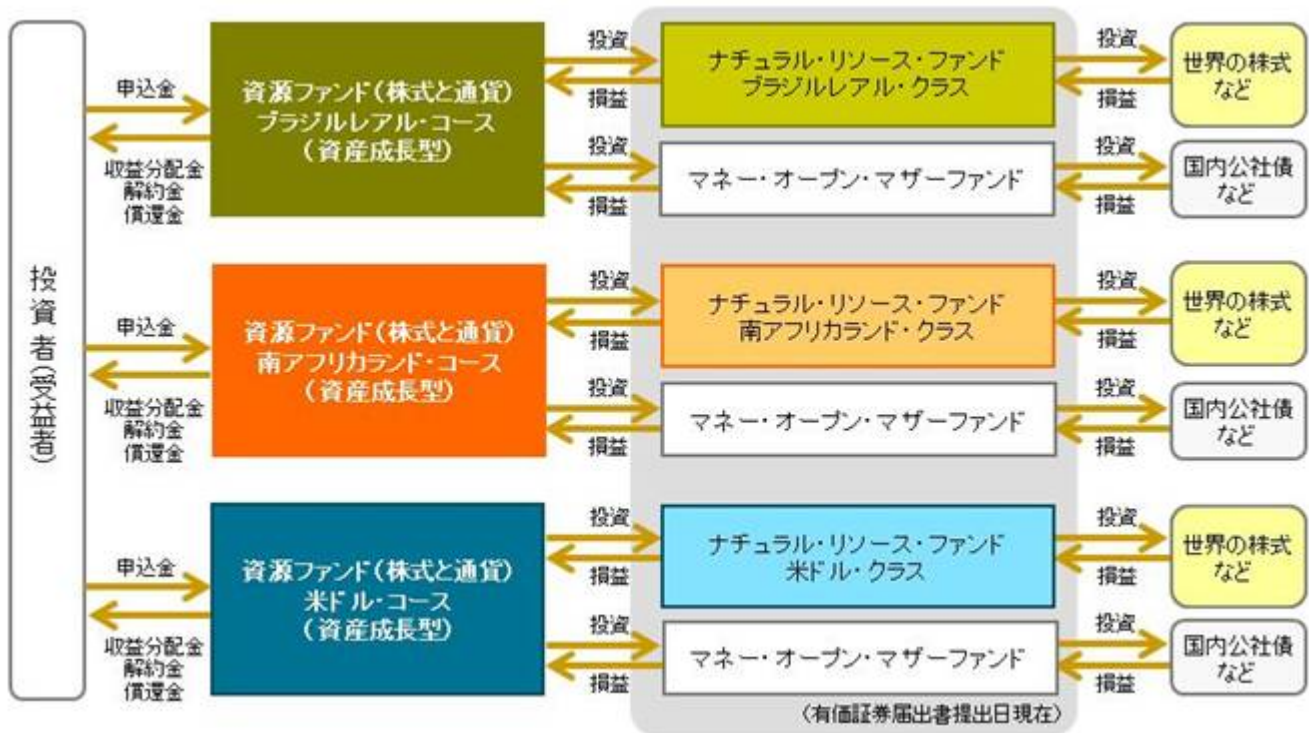 投資者(受益者)
申込金
収益分配金
解約金
償還金
資源ファンド(株式と通貨)
ブラジルレアル・コース
(資産成長型)
投資
損益
投資
損益
ナチュラル・リソース・ファンド
ブラジルレアル・クラス
マネー・オープン・マザーファンド
投資
損益
投資
損益
世界の株式
など
国内公社債
など
申込金
収益分配金
解約金
償還金
資源ファンド(株式と通貨)
南アフリカランド・コース
(資産成長型)
投資
損益
投資
損益
ナチュラル・リソース・ファンド
南アフリカランド・クラス
マネー・オープン・マザーファンド
投資
損益
投資
損益
世界の株式
など
国内公社債
など
申込金
収益分配金
解約金
償還金
資源ファンド(株式と通貨)
米ドル・コース
(資産成長型)
投資
損益
投資
損益
ナチュラル・リソース・ファンド
米ドル・クラス
マネー・オープン・マザーファンド
投資
損益
投資
損益
世界の株式
など
国内公社債
など
(有価証券届出書提出日現在)